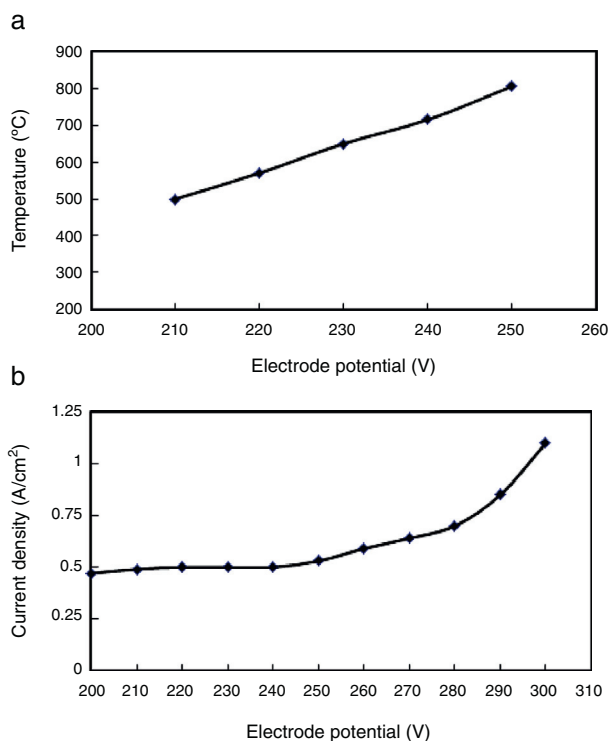 a
900
800
700
600
500
400
300
200
Temperature (°C)
200 210 220 230 240 250 260
Electrode potential (V)
b
1.25
1
0.75
0.5
0.25
0
Current density (A/cm²)
200 210 220 230 240 250 260 270 280 290 300 310
Electrode potential (V)